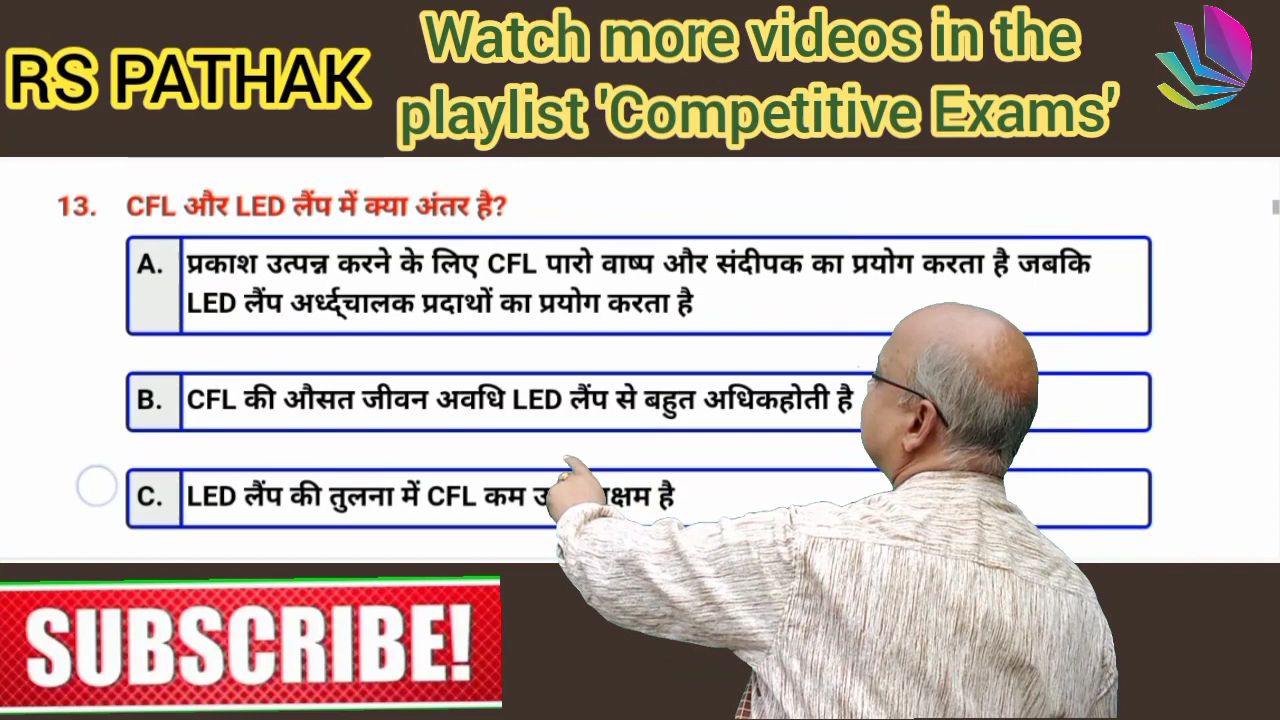 RS PATHAK
Watch more videos in the
playlist 'Competitive Exams'
13. CFL और LED लैंप में क्या अंतर है?
A. प्रकाश उत्पन्न करने के लिए CFL पारो वाष्प और संदीपक का प्रयोग करता है जबकि
LED लैंप अर्ध्द्चालक प्रदाथों का प्रयोग करता है
B. CFL की औसत जीवन अवधि LED लैंप से बहुत अधिकहोती है
C. LED लैंप की तुलना में CFL कम है
SUBSCRIBE!